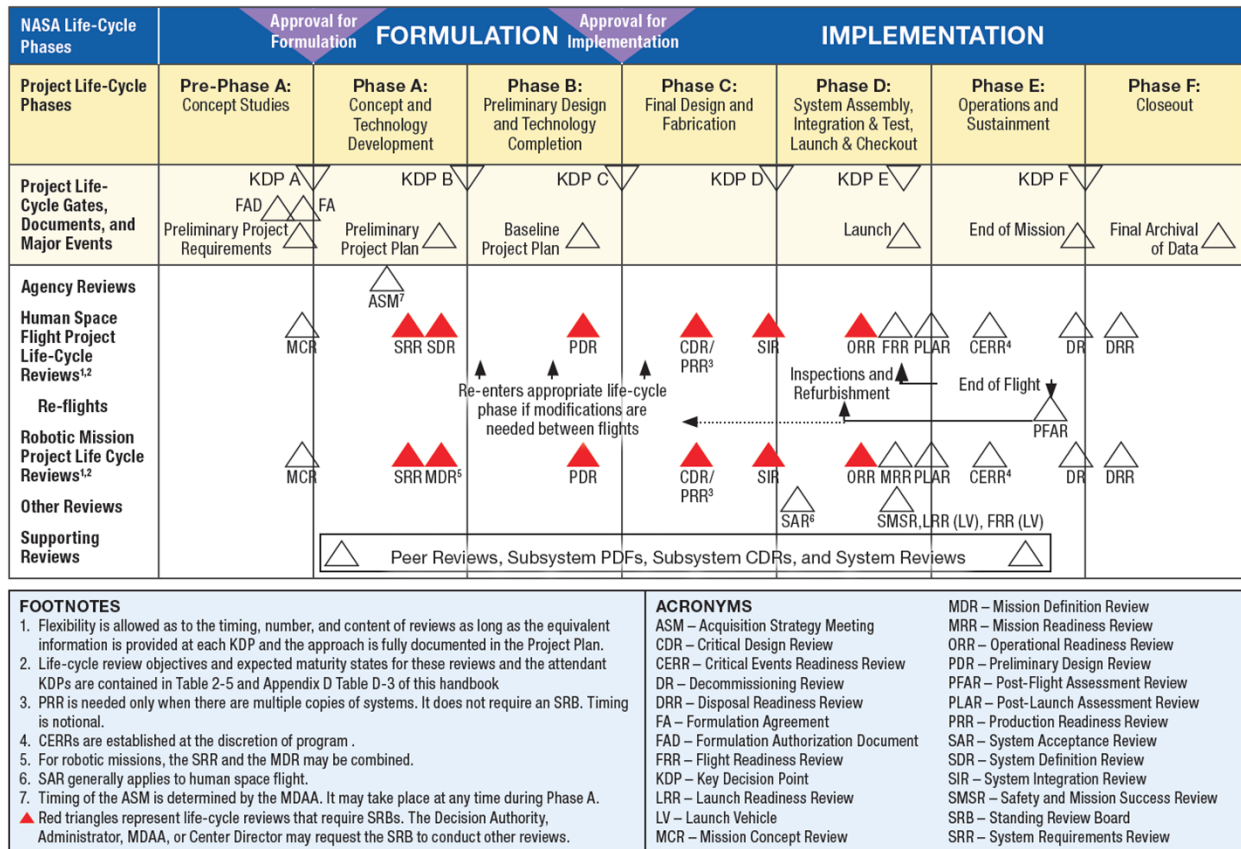 NASA Life-Cycle
Phases
Approval for
Formulation
FORMULATION
Approval for
Implementation
IMPLEMENTATION
Project Life-Cycle
Phases
Pre-Phase A:
Concept Studies
Phase A:
Concept and
Technology
Development
Phase B:
Preliminary Design
and Technology
Completion
Phase C:
Final Design and
Fabrication
Phase D:
System Assembly,
Integration & Test,
Launch & Checkout
Phase E:
Operations and
Sustainment
Phase F:
Closeout
Project Life-
Cycle Gates,
Documents, and
Major Events
KDP A
KDP B
KDP C
KDP D
KDP E
KDP F
FAD
FA
Preliminary Project
Requirements
Preliminary
Project Plan
Baseline
Project Plan
Launch
End of Mission
Final Archival
of Data
Agency Reviews
ASM7
Human Space
Flight Project
Life-Cycle
Reviews1,2
MCR
SRR
SDR
PDR
CDR/
PRR3
SIR
ORR
FRR
PLAR
CERR4
DR
DRR
Re-flights
Re-enters appropriate life-cycle
phase if modifications are
needed between flights
Inspections and
Refurbishment
End of Flight
PFAR
Robotic Mission
Project Life Cycle
Reviews1,2
MCR
SRR
MDR5
PDR
CDR/
PRR3
SIR
ORR
MRR
PLAR
CERR4
DR
DRR
Other Reviews
SAR6
SMSR,LRR (LV), FRR (LV)
Supporting
Reviews
Peer Reviews, Subsystem PDFs, Subsystem CDRs, and System Reviews
FOOTNOTES
1. Flexibility is allowed as to the timing, number, and content of reviews as long as the equivalent
information is provided at each KDP and the approach is fully documented in the Project Plan.
2. Life-cycle review objectives and expected maturity states for these reviews and the attendant
KDPs are contained in Table 2-5 and Appendix D Table D-3 of this handbook
3. PRR is needed only when there are multiple copies of systems. It does not require an SRB. Timing
is notional.
4. CERRs are established at the discretion of program .
5. For robotic missions, the SRR and the MDR may be combined.
6. SAR generally applies to human space flight.
7. Timing of the ASM is determined by the MDAA. It may take place at any time during Phase A.
Red triangles represent life-cycle reviews that require SRBs. The Decision Authority,
Administrator, MDAA, or Center Director may request the SRB to conduct other reviews.
ACRONYMS
ASM – Acquisition Strategy Meeting
CDR – Critical Design Review
CERR – Critical Events Readiness Review
DR – Decommissioning Review
DRR – Disposal Readiness Review
FA – Formulation Agreement
FAD – Formulation Authorization Document
FRR – Flight Readiness Review
KDP – Key Decision Point
LRR – Launch Readiness Review
LV – Launch Vehicle
MCR – Mission Concept Review
MDR – Mission Definition Review
MRR – Mission Readiness Review
ORR – Operational Readiness Review
PDR – Preliminary Design Review
PFAR – Post-Flight Assessment Review
PLAR – Post-Launch Assessment Review
PRR – Production Readiness Review
SAR – System Acceptance Review
SDR – System Definition Review
SIR – System Integration Review
SMSR – Safety and Mission Success Review
SRB – Standing Review Board
SRR – System Requirements Review